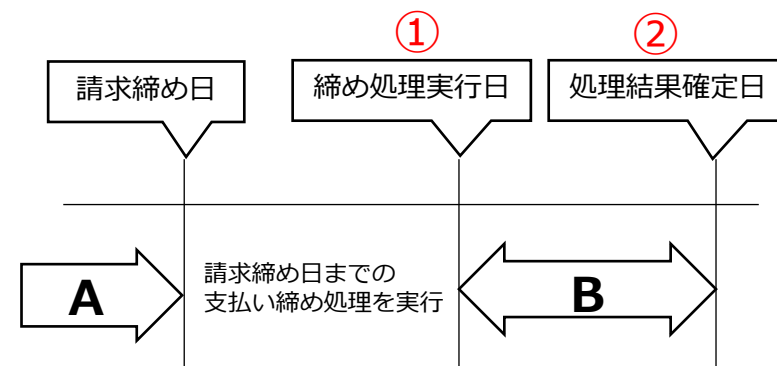 ①
②
請求締め日
締め処理実行日
処理結果確定日
A
請求締め日までの
支払い締め処理を実行
B